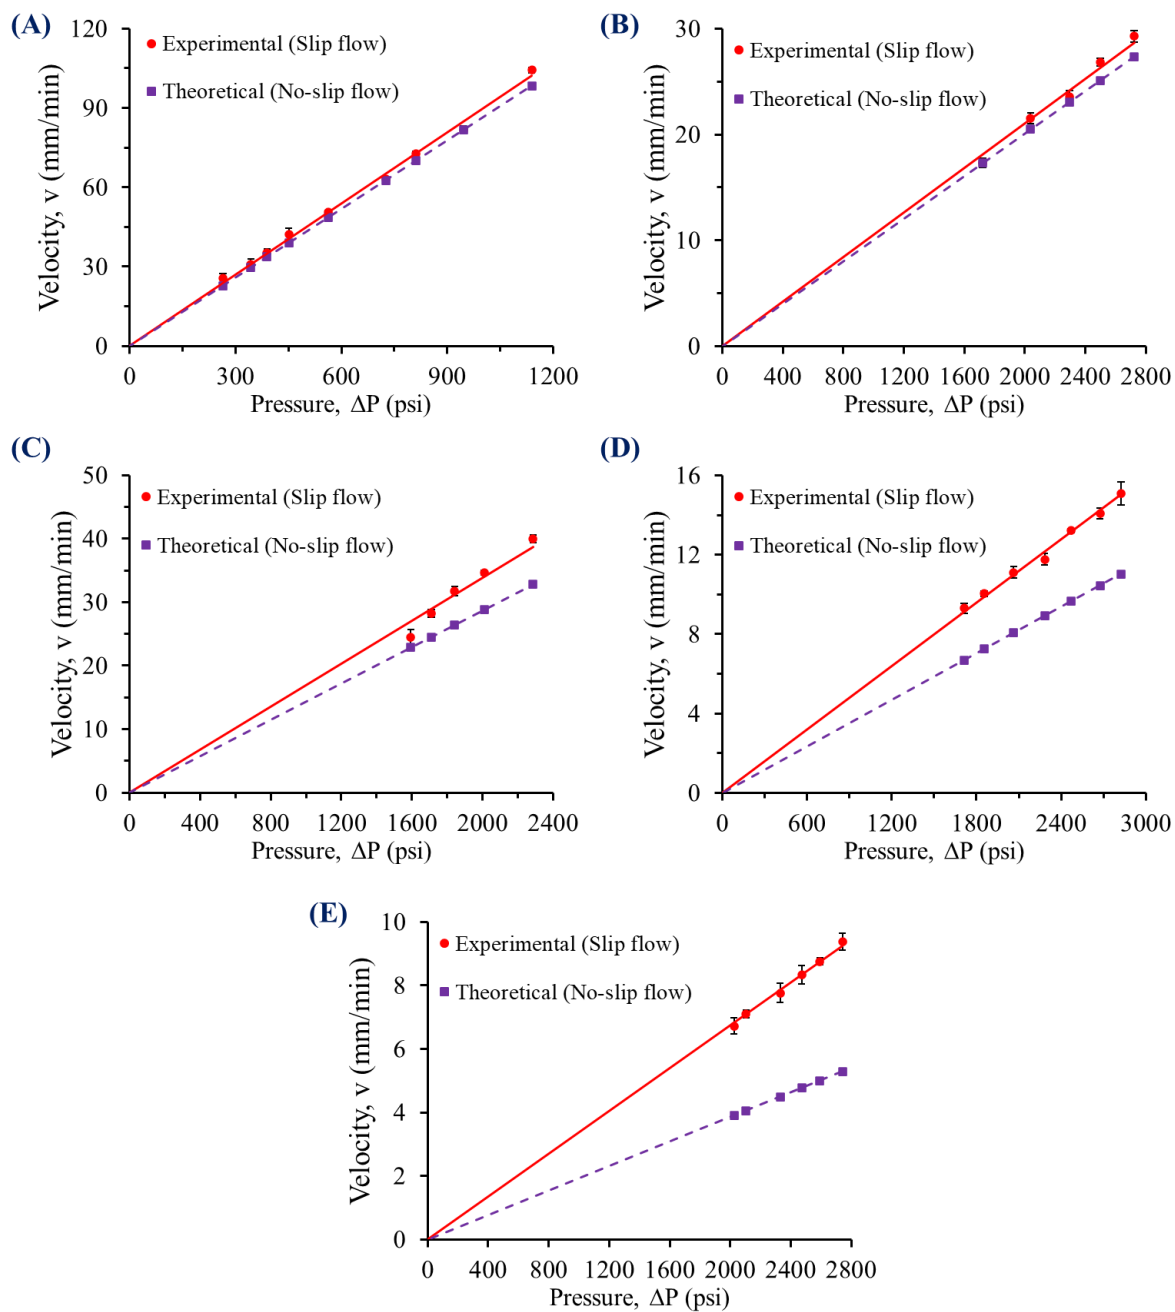 (A)
120
90
60
30
0
Velocity, v (mm/min)
Experimental (Slip flow)
Theoretical (No-slip flow)
0 300 600 900 1200
Pressure, ΔP (psi)
(B)
30
20
10
0
Velocity, v (mm/min)
Experimental (Slip flow)
Theoretical (No-slip flow)
0 400 800 1200 1600 2000 2400 2800
Pressure, ΔP (psi)
(C)
50
40
30
20
10
0
Velocity, v (mm/min)
Experimental (Slip flow)
Theoretical (No-slip flow)
0 400 800 1200 1600 2000 2400
Pressure, ΔP (psi)
(D)
16
12
8
4
0
Velocity, v (mm/min)
Experimental (Slip flow)
Theoretical (No-slip flow)
0 600 1200 1800 2400 3000
Pressure, ΔP (psi)
(E)
10
8
6
4
2
0
Velocity, v (mm/min)
Experimental (Slip flow)
Theoretical (No-slip flow)
0 400 800 1200 1600 2000 2400 2800
Pressure, ΔP (psi)